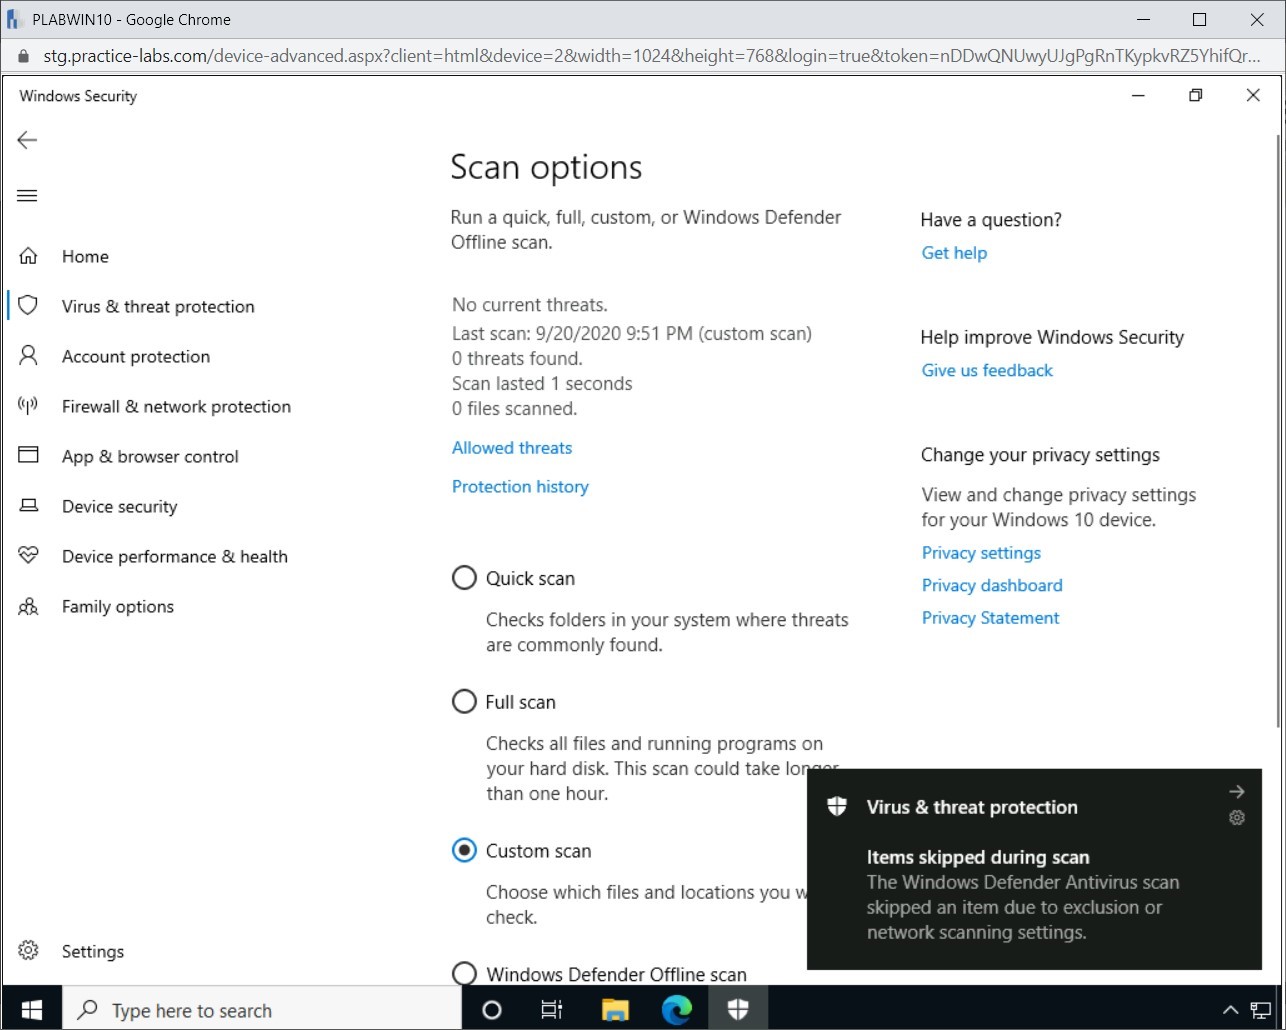 PLABWIN10 - Google Chrome
stg.practice-labs.com/device-advanced.aspx?client=html&device=2&width=1024&height=768&login=true&token=nDDwQNUwyUJgPgRnTKypkvRZ5YhifQr...
Windows Security
Scan options
Run a quick, full, custom, or Windows Defender
Offline scan.
Have a question?
Get help
Home
Virus & threat protection
Account protection
Firewall & network protection
App & browser control
Device security
Device performance & health
Family options
No current threats.
Last scan: 9/20/2020 9:51 PM (custom scan)
0 threats found.
Scan lasted 1 seconds
0 files scanned.
Allowed threats
Protection history
Help improve Windows Security
Give us feedback
Change your privacy settings
View and change privacy settings
for your Windows 10 device.
Privacy settings
Privacy dashboard
Privacy Statement
Quick scan
Checks folders in your system where threats
are commonly found.
Full scan
Checks all files and running programs on
your hard disk. This scan could take longer
than one hour.
Custom scan
Choose which files and locations you w
check.
Windows Defender Offline scan
Virus & threat protection
Items skipped during scan
The Windows Defender Antivirus scan
skipped an item due to exclusion or
network scanning settings.
Settings
Type here to search